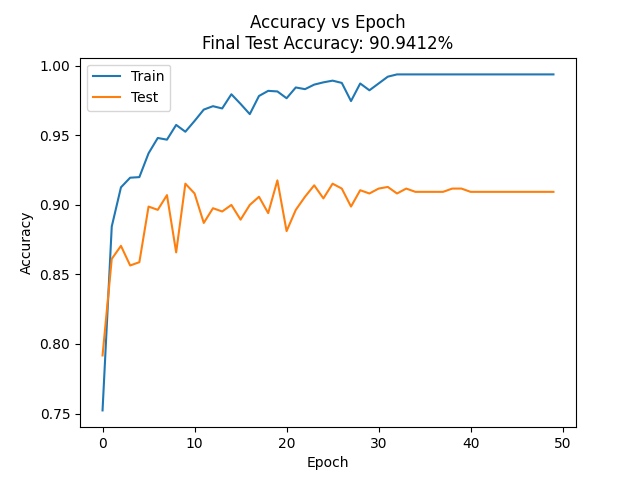 Accuracy vs Epoch
Final Test Accuracy: 90.9412%
Train
Test
1.00
0.95
0.90
0.85
0.80
0.75
Accuracy
0 10 20 30 40 50
Epoch